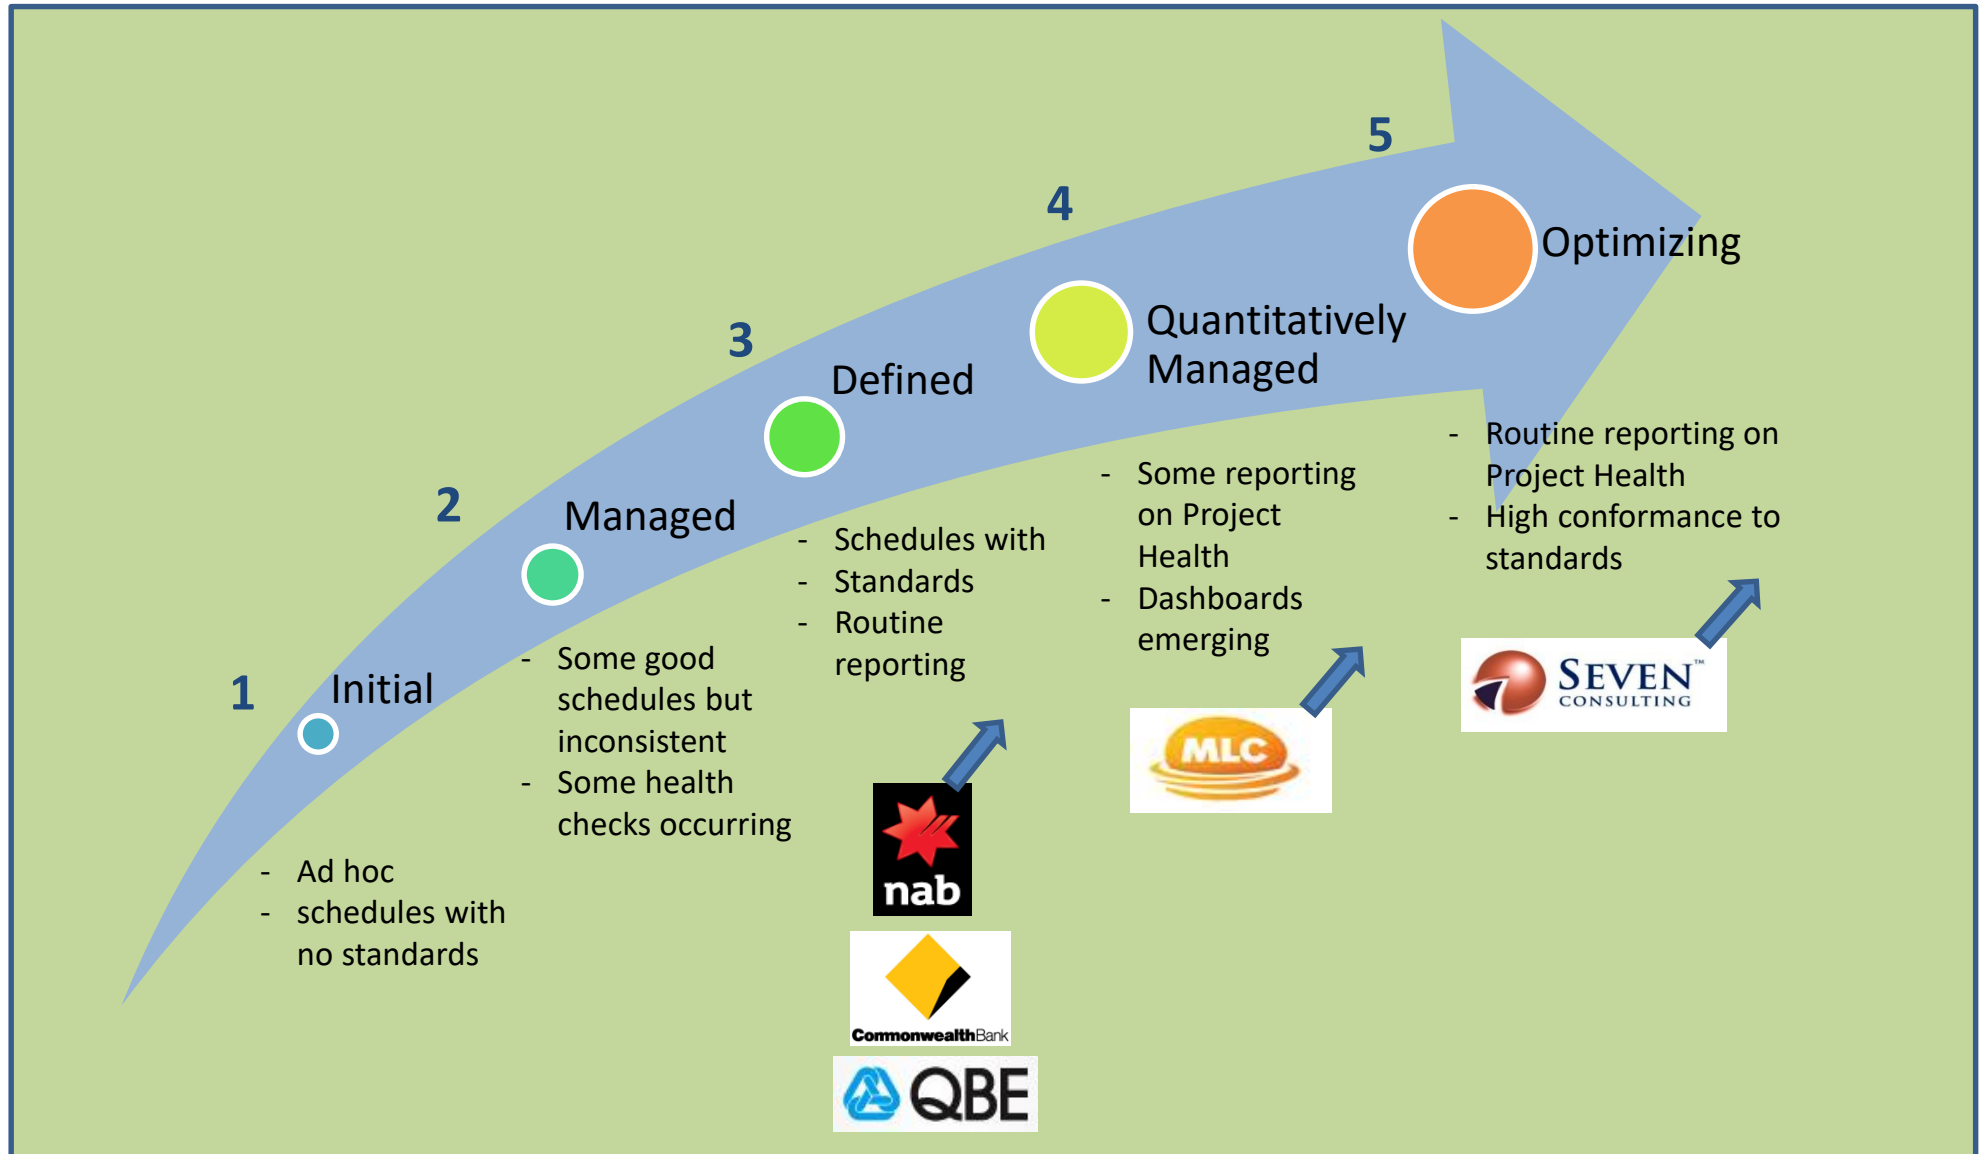 1
Initial
- Ad hoc
- schedules with
no standards
2
Managed
- Some good
schedules but
inconsistent
- Some health
checks occurring
3
Defined
- Schedules with
- Standards
- Routine
reporting
nab
CommonwealthBank
QBE
4
Quantitatively
Managed
- Some reporting
on Project
Health
- Dashboards
emerging
MLC
5
Optimizing
- Routine reporting on
Project Health
- High conformance to
standards
SEVEN™
CONSULTING